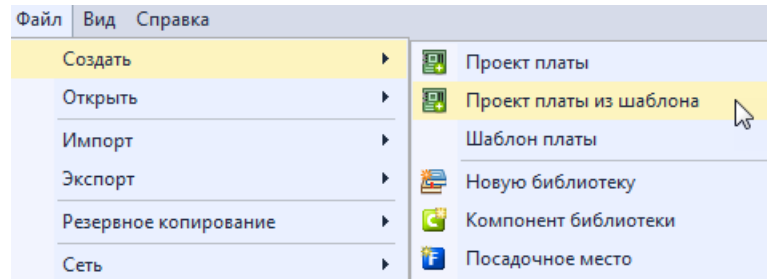 Файл Вид Справка
Создать
Открыть
Импорт
Экспорт
Резервное копирование
Сеть
Проект платы
Проект платы из шаблона
Шаблон платы
Новую библиотеку
Компонент библиотеки
Посадочное место